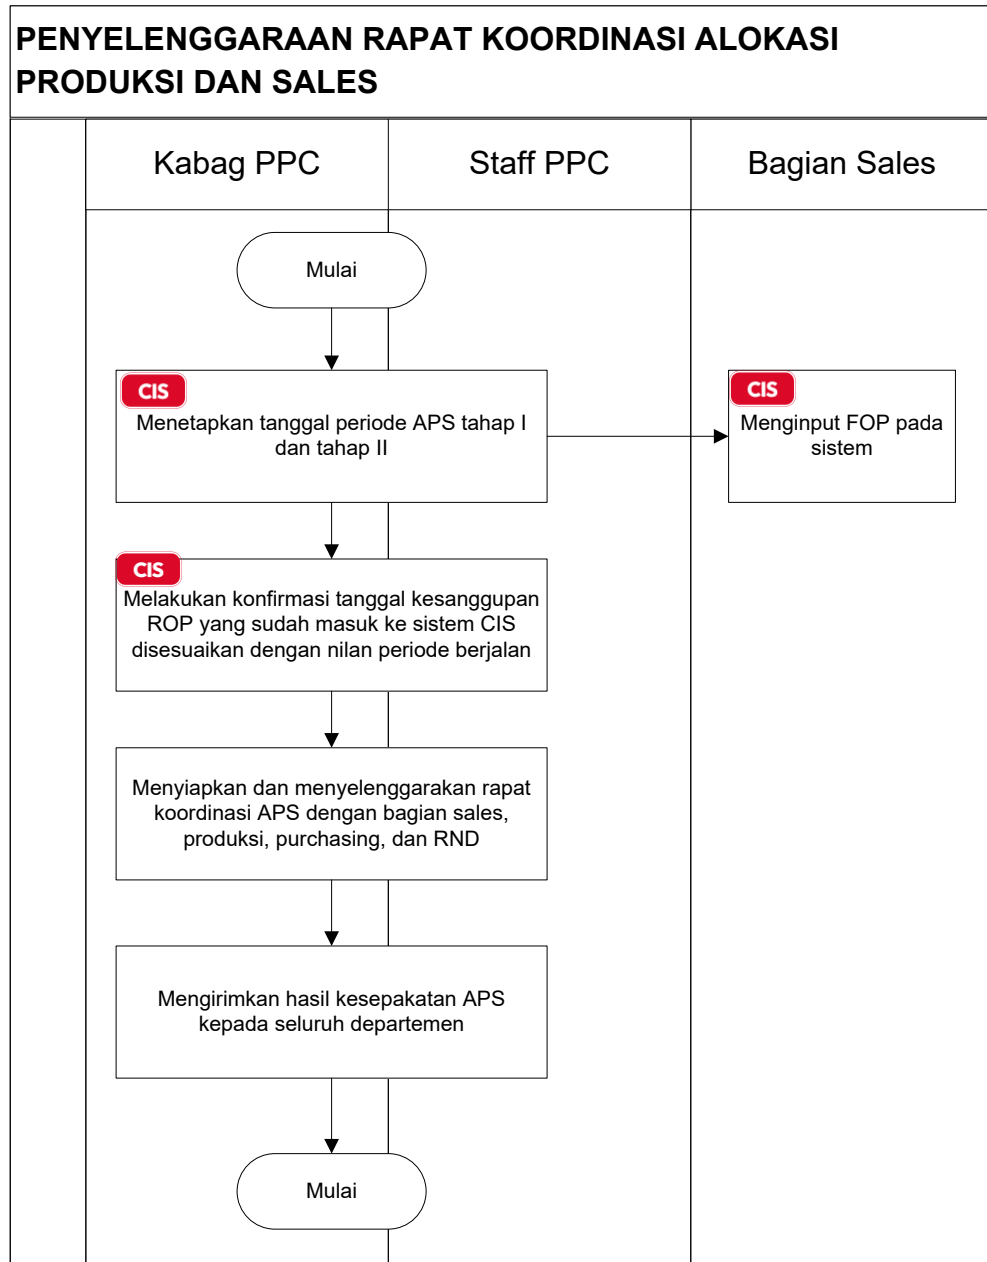 PENYELENGGARAAN RAPAT KOORDINASI ALOKASI
PRODUKSI DAN SALES
Kabag PPC
Staff PPC
Bagian Sales
Mulai
CIS
Menetapkan tanggal periode APS tahap I
dan tahap II
CIS
Menginput FOP pada
sistem
CIS
Melakukan konfirmasi tanggal kesanggupan
ROP yang sudah masuk ke sistem CIS
disesuaikan dengan nilan periode berjalan
Menyiapkan dan menyelenggarakan rapat
koordinasi APS dengan bagian sales,
produksi, purchasing, dan RND
Mengirimkan hasil kesepakatan APS
kepada seluruh departemen
Mulai